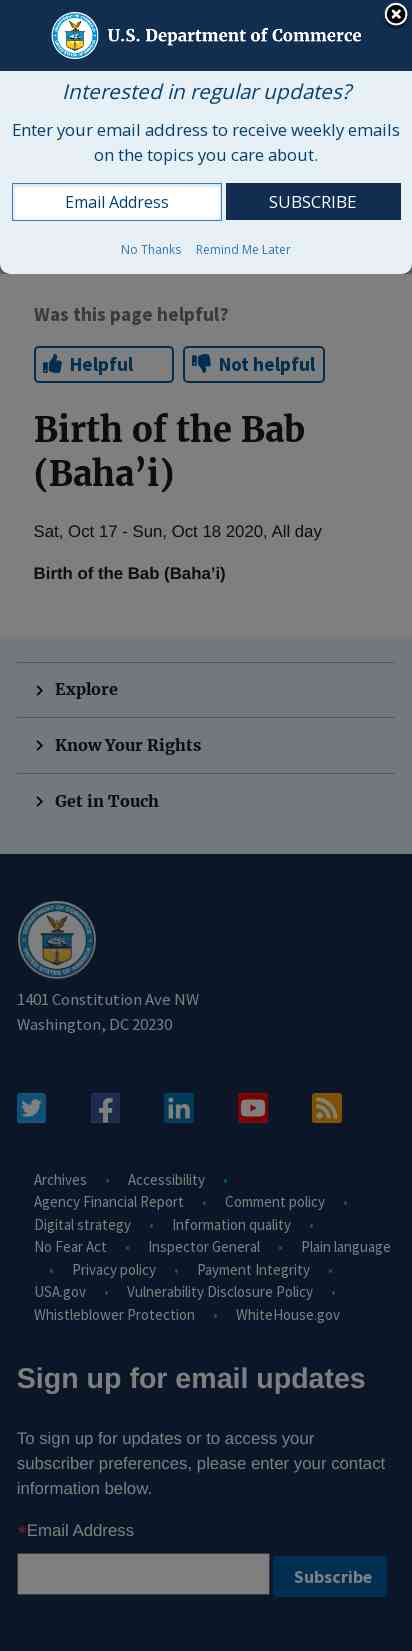 U.S. Department of Commerce
Interested in regular updates?
Enter your email address to receive weekly emails
on the topics you care about.
Email Address
SUBSCRIBE
No Thanks
Remind Me Later
Was this page helpful?
Helpful
Not helpful
Birth of the Bab
(Baha’i)
Sat, Oct 17 - Sun, Oct 18 2020, All day
Birth of the Bab (Baha’i)
Explore
Know Your Rights
Get in Touch
1401 Constitution Ave NW
Washington, DC 20230
Archives • Accessibility •
Agency Financial Report • Comment policy •
Digital strategy • Information quality •
No Fear Act • Inspector General • Plain language
• Privacy policy • Payment Integrity •
USA.gov • Vulnerability Disclosure Policy •
Whistleblower Protection • WhiteHouse.gov
Sign up for email updates
To sign up for updates or to access your
subscriber preferences, please enter your contact
information below.
*Email Address
Subscribe